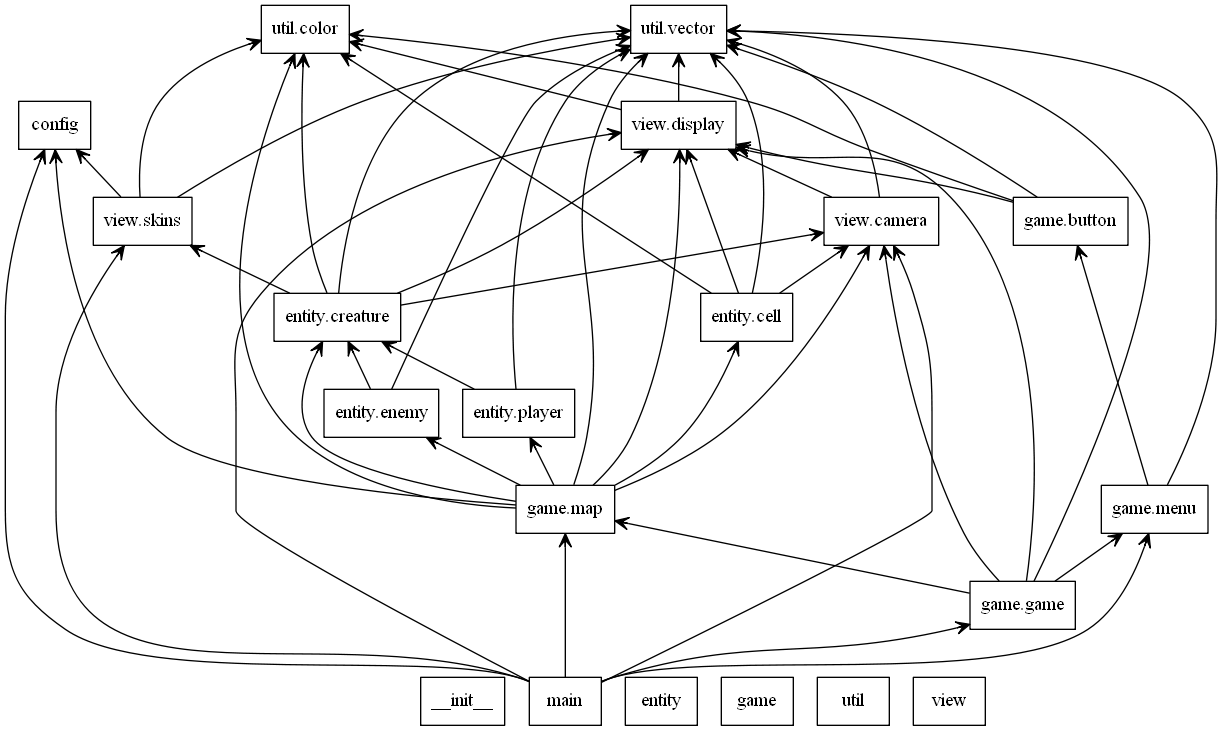 util.color
util.vector
config
view.display
view.skins
view.camera
game.button
entity.creature
entity.cell
entity.enemy
entity.player
game.map
game.menu
game.game
__init__
main
entity
game
util
view